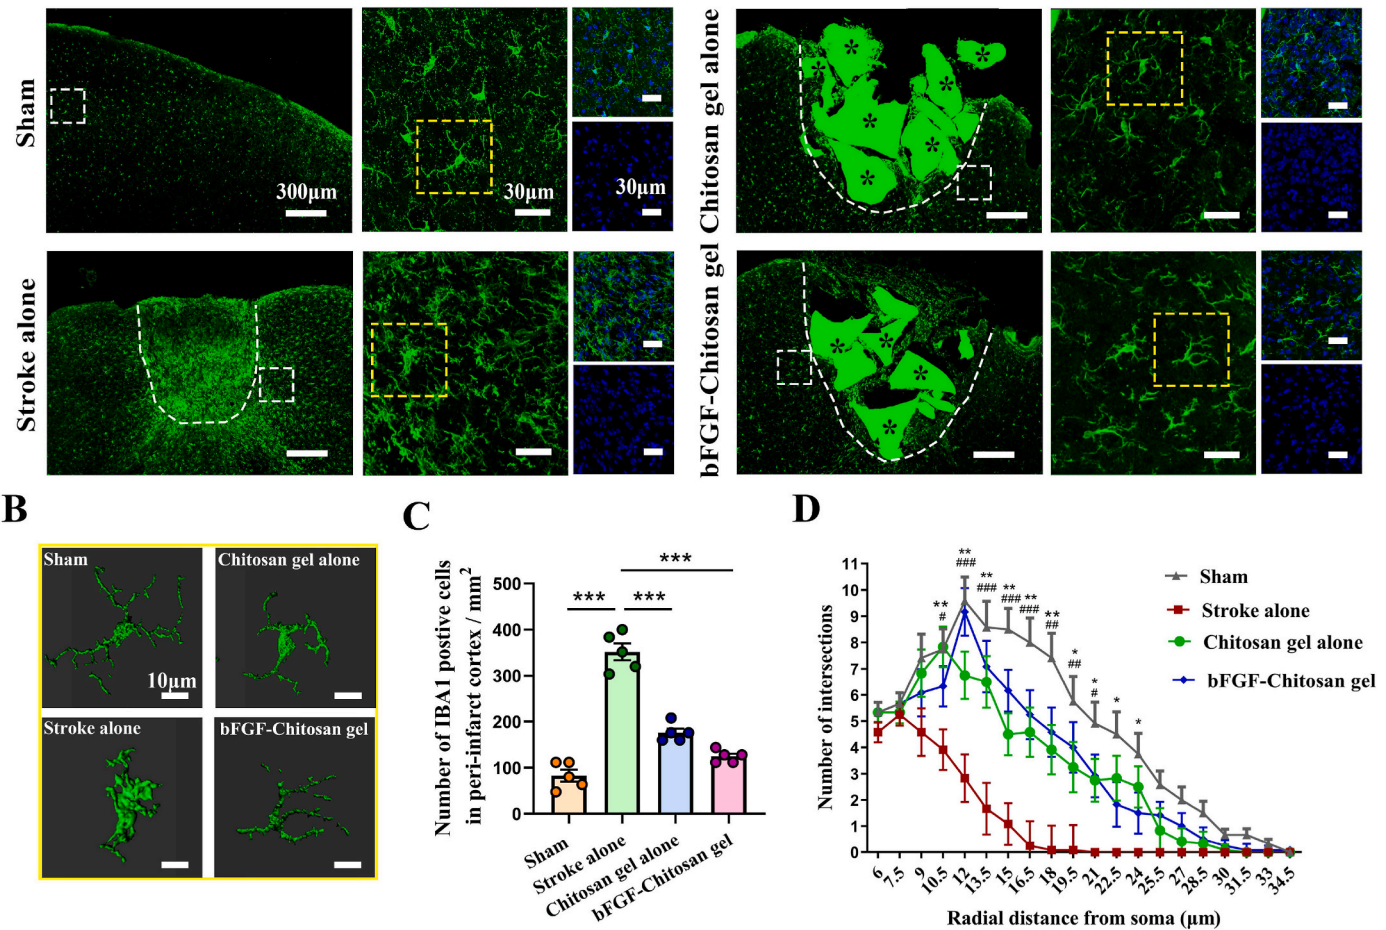 Sham
300µm
30µm
30µm
Chitosan gel alone
*
*
*
*
*
*
*
Stroke alone
bFGF-Chitosan gel
*
*
*
*
B
Sham
10µm
Chitosan gel alone
Stroke alone
bFGF-Chitosan gel
C
Number of IBA1 postive cells
in peri-infarct cortex / mm²
500
400
300
200
100
0
***
***
***
Sham
Stroke alone
Chitosan gel alone
bFGF-Chitosan gel
D
Number of intersections
11
10
9
8
7
6
5
4
3
2
1
0
**
#
**
###
**
###
**
###
**
###
**
##
*
##
*
#
*
*
Sham
Stroke alone
Chitosan gel alone
bFGF-Chitosan gel
6
7.5
9
10.5
12
13.5
15
16.5
18
19.5
21
22.5
24
25.5
27
28.5
30
31.5
33
34.5
Radial distance from soma (µm)